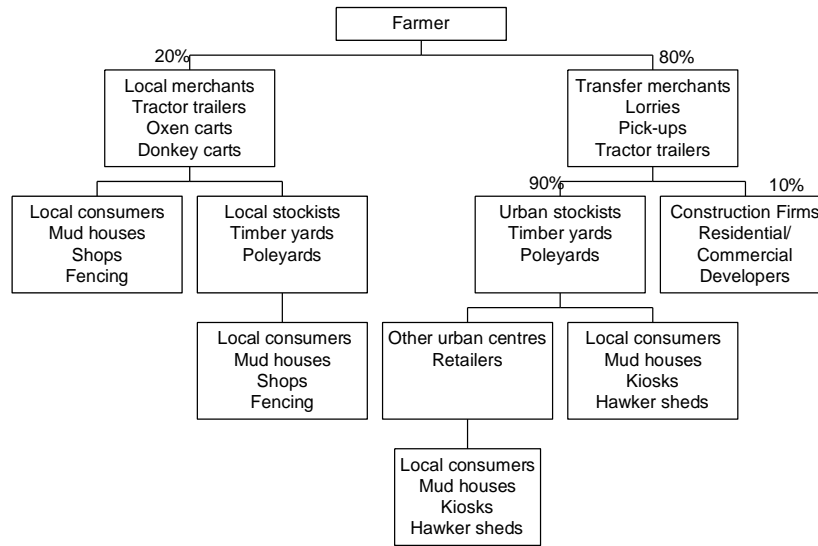 Farmer
20%
80%
Local merchants
Tractor trailers
Oxen carts
Donkey carts
Transfer merchants
Lorries
Pick-ups
Tractor trailers
90%
10%
Local consumers
Mud houses
Shops
Fencing
Local stockists
Timber yards
Poleyards
Urban stockists
Timber yards
Poleyards
Construction Firms
Residential/
Commercial
Developers
Local consumers
Mud houses
Shops
Fencing
Other urban centres
Retailers
Local consumers
Mud houses
Kiosks
Hawker sheds
Local consumers
Mud houses
Kiosks
Hawker sheds